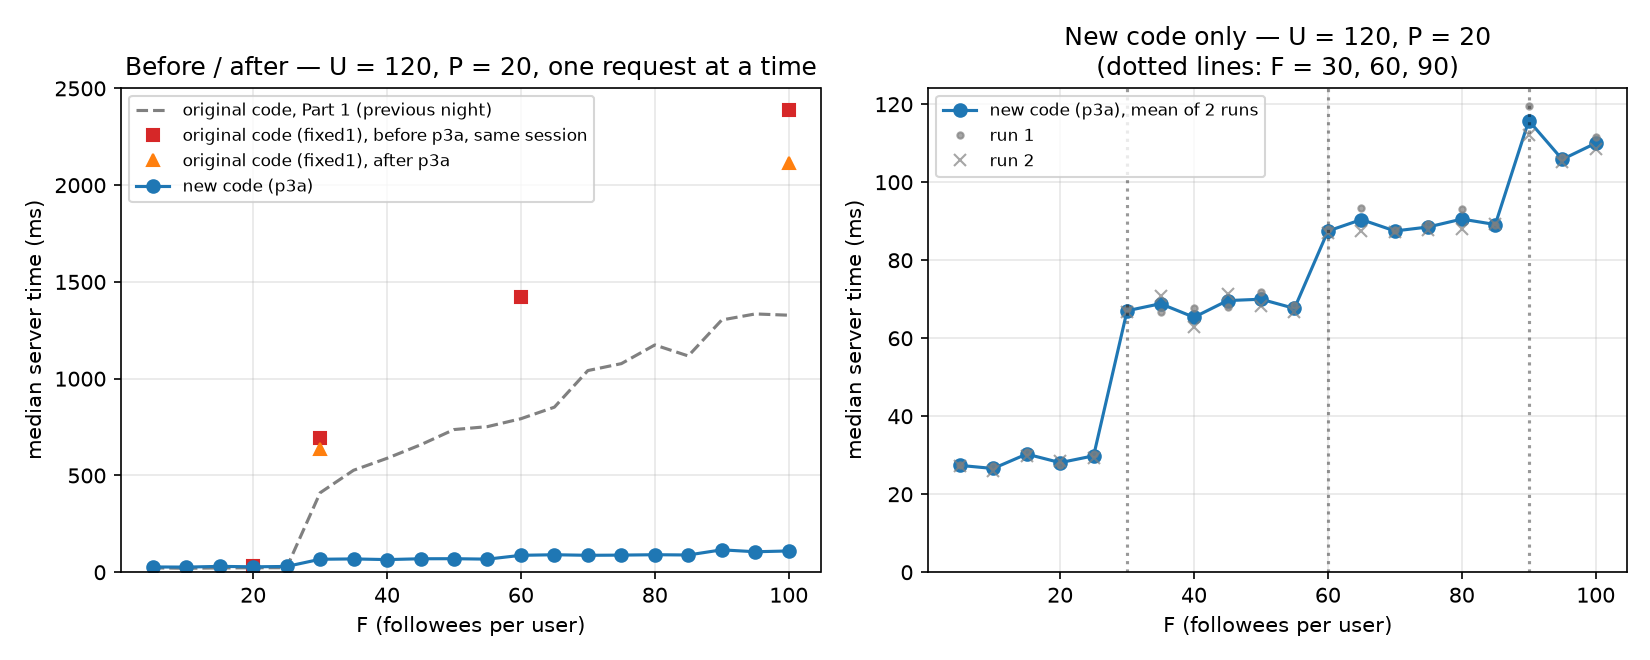 Before / after — U = 120, P = 20, one request at a time
2500
2000
1500
1000
500
0
median server time (ms)
original code, Part 1 (previous night)
original code (fixed1), before p3a, same session
original code (fixed1), after p3a
new code (p3a)
20 40 60 80 100
F (followees per user)
New code only — U = 120, P = 20
(dotted lines: F = 30, 60, 90)
120
100
80
60
40
20
0
median server time (ms)
new code (p3a), mean of 2 runs
run 1
run 2
20 40 60 80 100
F (followees per user)